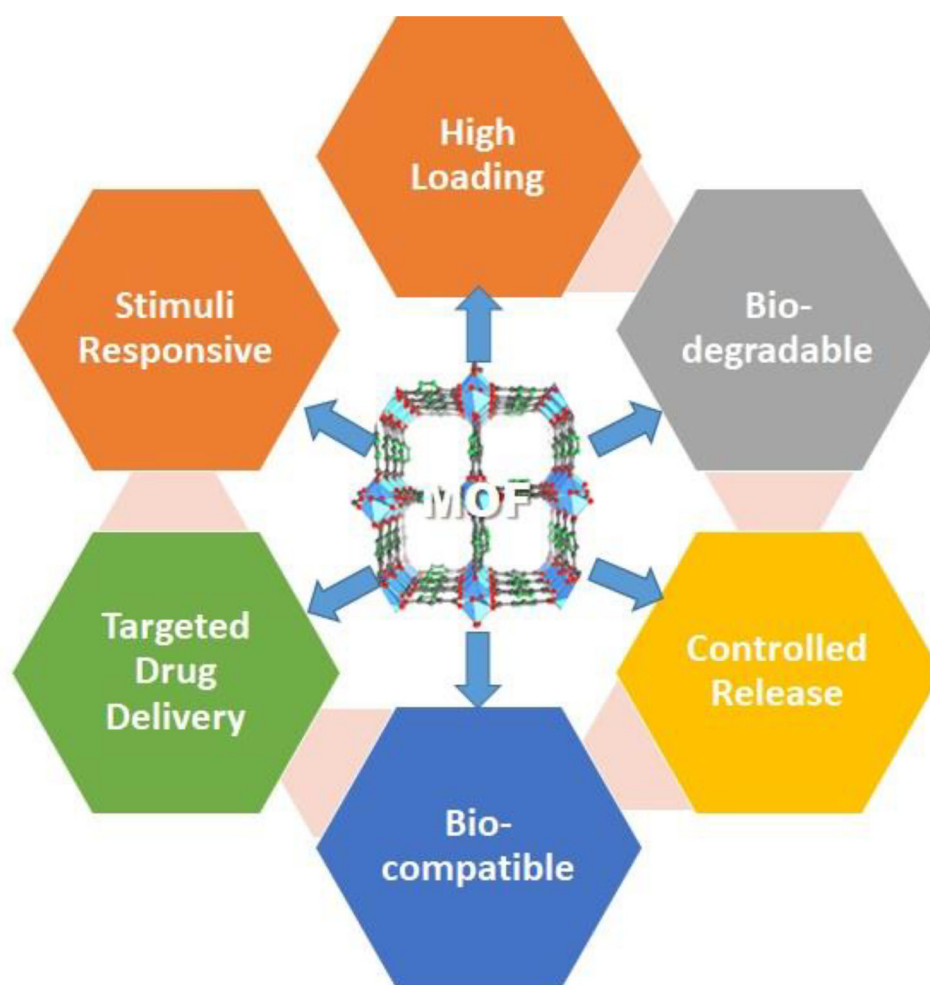 High
Loading
Stimuli
Responsive
Bio-
degradable
MOF
Targeted
Drug
Delivery
Controlled
Release
Bio-
compatible